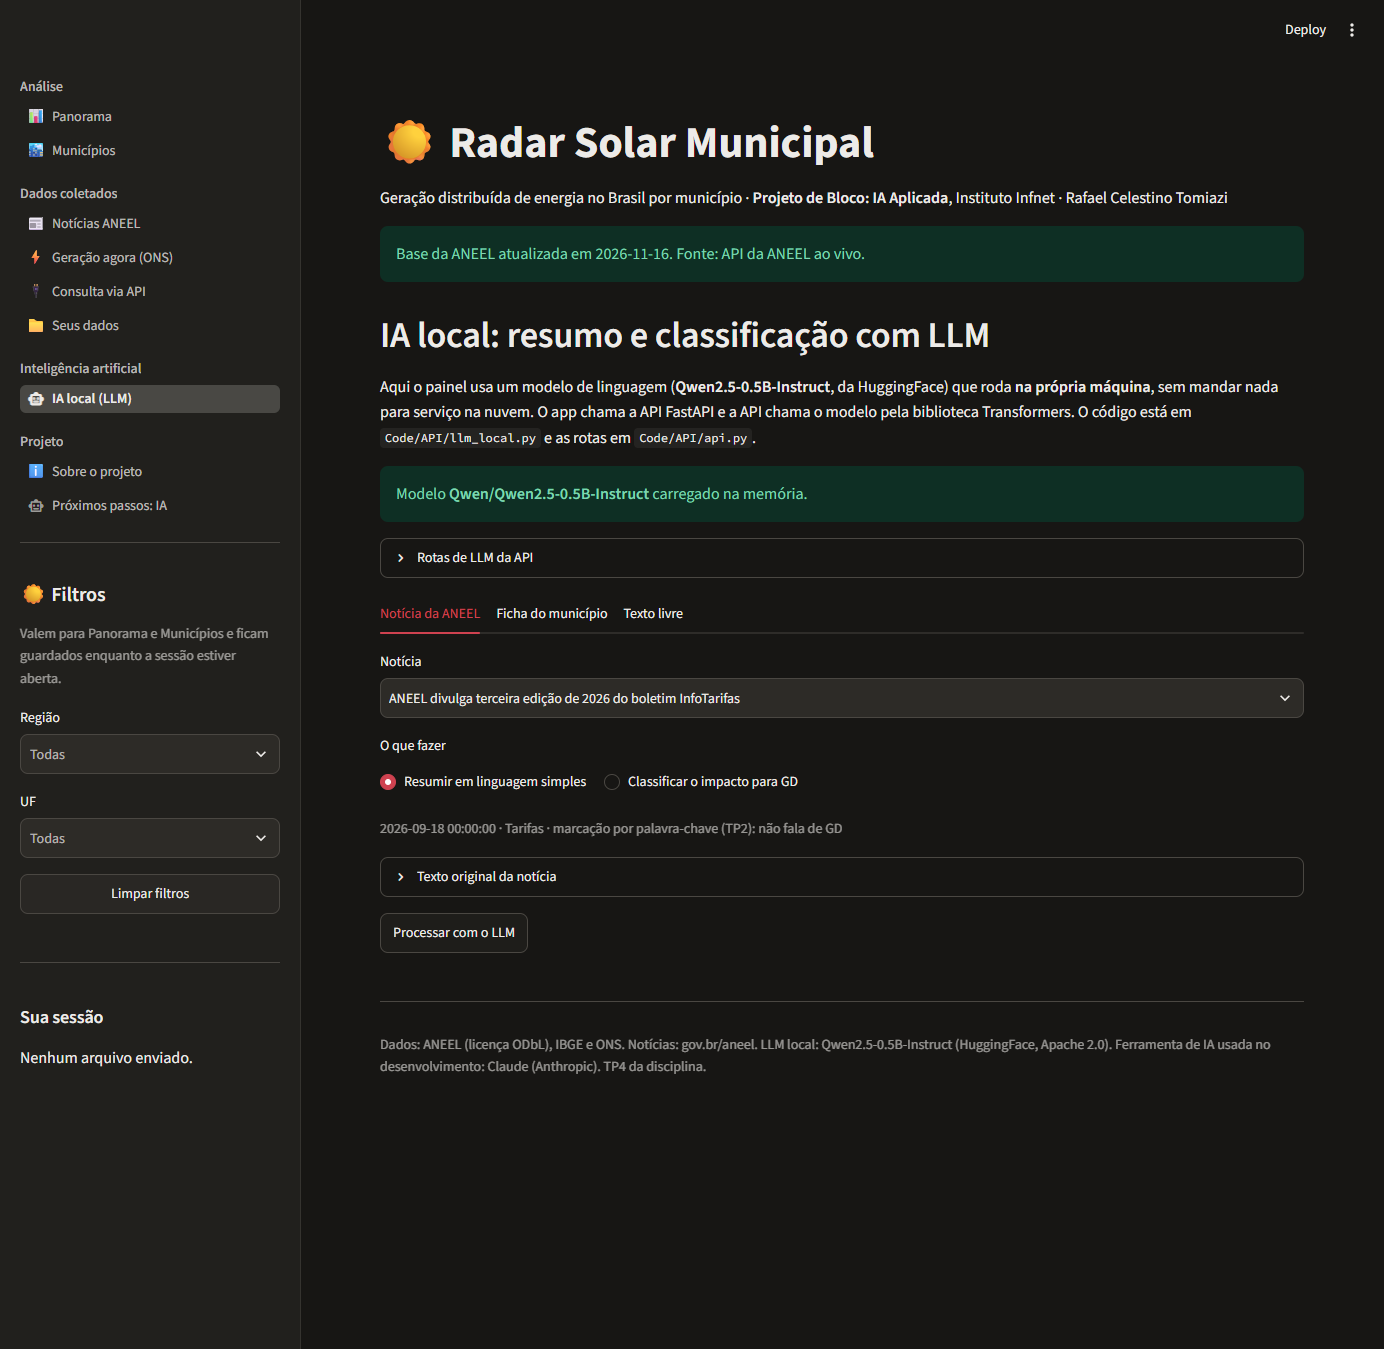 Deploy
Análise
Panorama
Municípios
Dados coletados
Notícias ANEEL
Geração agora (ONS)
Consulta via API
Seus dados
Inteligência artificial
IA local (LLM)
Projeto
Sobre o projeto
Próximos passos: IA
Filtros
Valem para Panorama e Municípios e ficam
guardados enquanto a sessão estiver
aberta.
Região
Todas
UF
Todas
Limpar filtros
Sua sessão
Nenhum arquivo enviado.
Radar Solar Municipal
Geração distribuída de energia no Brasil por município · Projeto de Bloco: IA Aplicada, Instituto Infnet · Rafael Celestino Tomiazi
Base da ANEEL atualizada em 2026-11-16. Fonte: API da ANEEL ao vivo.
IA local: resumo e classificação com LLM
Aqui o painel usa um modelo de linguagem (Qwen2.5-0.5B-Instruct, da HuggingFace) que roda na própria máquina, sem mandar nada
para serviço na nuvem. O app chama a API FastAPI e a API chama o modelo pela biblioteca Transformers. O código está em
Code/API/llm_local.py e as rotas em Code/API/api.py.
Modelo Qwen/Qwen2.5-0.5B-Instruct carregado na memória.
Rotas de LLM da API
Notícia da ANEEL Ficha do município Texto livre
Notícia
ANEEL divulga terceira edição de 2026 do boletim InfoTarifas
O que fazer
Resumir em linguagem simples Classificar o impacto para GD
2026-09-18 00:00:00 · Tarifas · marcação por palavra-chave (TP2): não fala de GD
Texto original da notícia
Processar com o LLM
Dados: ANEEL (licença ODbL), IBGE e ONS. Notícias: gov.br/aneel. LLM local: Qwen2.5-0.5B-Instruct (HuggingFace, Apache 2.0). Ferramenta de IA usada no
desenvolvimento: Claude (Anthropic). TP4 da disciplina.